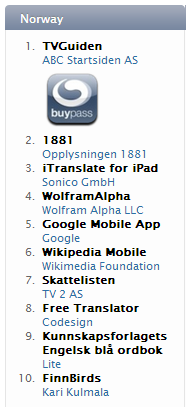 Norway
1. TVGuiden
ABC Startsiden AS
buypass
2. 1881
Opplysningen 1881
3. iTranslate for iPad
Sonico GmbH
4. WolframAlpha
Wolfram Alpha LLC
5. Google Mobile App
Google
6. Wikipedia Mobile
Wikimedia Foundation
7. Skattelisten
TV 2 AS
8. Free Translator
Codesign
9. Kunnskapsforlagets
Engelsk blå ordbok
Lite
10. FinnBirds
Kari Kulmala